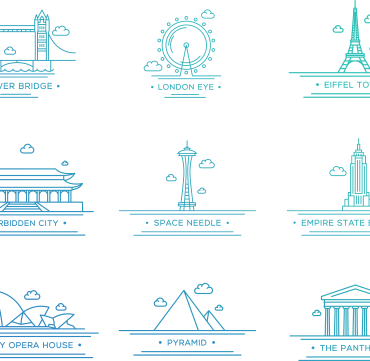 VER BRIDGE •
• LONDON EYE •
• EIFFEL TO
RBIDDEN CITY •
• SPACE NEEDLE •
EMPIRE STATE
Y OPERA HOUSE •
• PYRAMID •
• THE PANTH